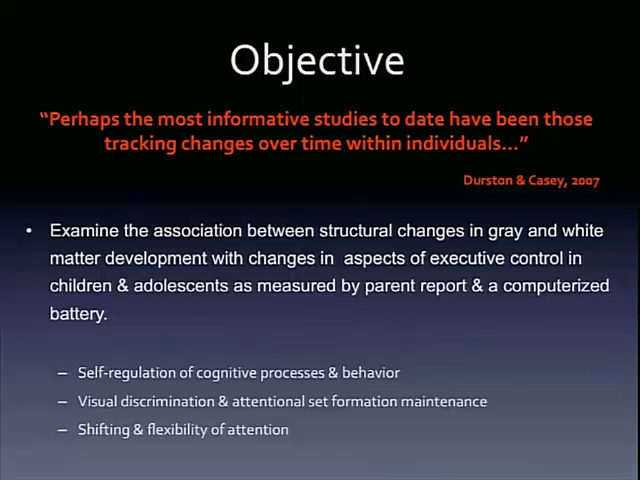 Objective
“Perhaps the most informative studies to date have been those
tracking changes over time within individuals…”
Durston & Casey, 2007
• Examine the association between structural changes in gray and white
matter development with changes in aspects of executive control in
children & adolescents as measured by parent report & a computerized
battery.
– Self-regulation of cognitive processes & behavior
– Visual discrimination & attentional set formation maintenance
– Shifting & flexibility of attention